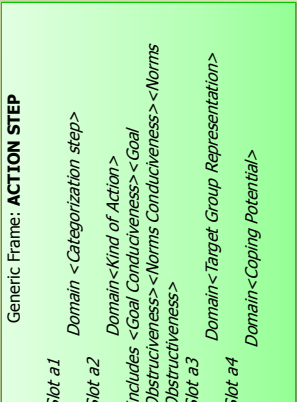 Generic Frame: ACTION STEP
Slot a1
Domain <Categorization step>
Slot a2
Domain<Kind of Action>
includes <Goal Conduciveness><Goal
Obstruciveness><Norms Conduciveness><Norms
Obstructiveness>
Slot a3
Domain<Target Group Representation>
Slot a4
Domain<Coping Potential>